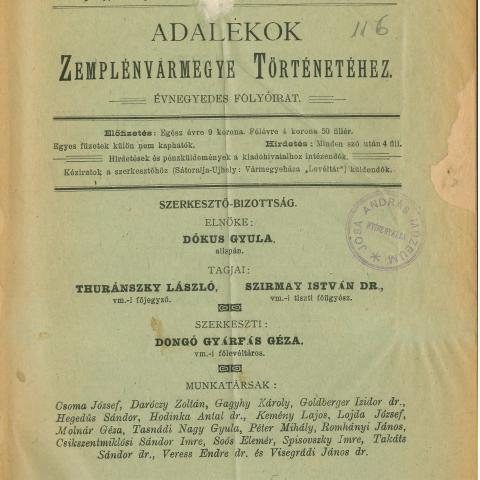 116
ADALÉKOK
ZEMPLÉNVÁRMEGYE TÖRTÉNETÉHEZ.
ÉVNEGYEDES FOLYÓIRAT.
Előfizetés: Egész évre 9 korona. Félévre 4 korona 50 fillér.
Egyes füzetek külön nem kaphatók. Hirdetés: Minden szó után 4 fill.
Hirdetések és pénzküldemények a kiadóhivatalhoz intézendők.
Kéziratok a szerkesztőhöz (Sátoralja-Ujhely: Vármegyeháza „Levéltár") küldendők.
SZERKESZTŐ-BIZOTTSÁG.
ELNÖKE:
DÓKUS GYULA,
alispán.
TAGJAI:
THURÁNSZKY LÁSZLÓ, SZIRMAY ISTVÁN DR.,
vm.-i főjegyző. vm.-i tiszti főügyész.
SZERKESZTI:
DONGÓ GYÁRFÁS GÉZA.
vm.-i főlevéltáros.
MUNKATÁRSAK:
Csoma József, Daróczy Zoltán, Gagyhy Károly, Goldberger Izidor dr.,
Hegedűs Sándor, Hodinka Antal dr., Kemény Lajos, Lojda József,
Molnár Géza, Tasnádi Nagy Gyula, Péter Mihály, Romhányi János,
Csikszentmiklósi Sándor Imre, Soós Elemér, Spisovszky Imre, Takáts
Sándor dr., Veress Endre dr. és Visegrádi János dr.
JÓSA ANDRÁS MÚZEUM